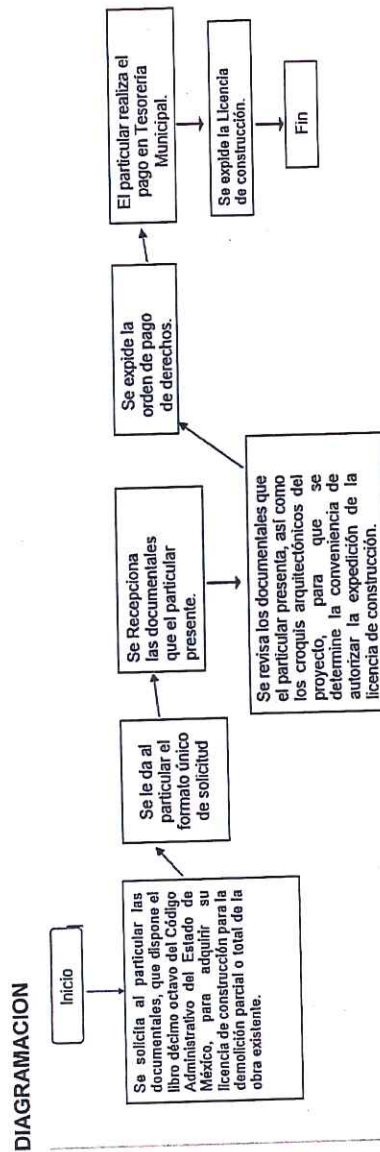 DIAGRAMACION
Inicio
Se solicita al particular las
documentales, que dispone el
libro décimo octavo del Código
Administrativo del Estado de
México, para adquirir su
licencia de construcción para la
demolición parcial o total de la
obra existente.
Se le da al
particular el
formato único
de solicitud
Se Recepciona
las documentales
que el particular
presente.
Se revisa los documentales que
el particular presenta, así como
los croquis arquitectónicos del
proyecto, para que se
determine la conveniencia de
autorizar la expedición de la
licencia de construcción.
Se expide la
orden de pago
de derechos.
El particular realiza el
pago en Tesorería
Municipal.
Se expide la Licencia
de construcción.
Fin